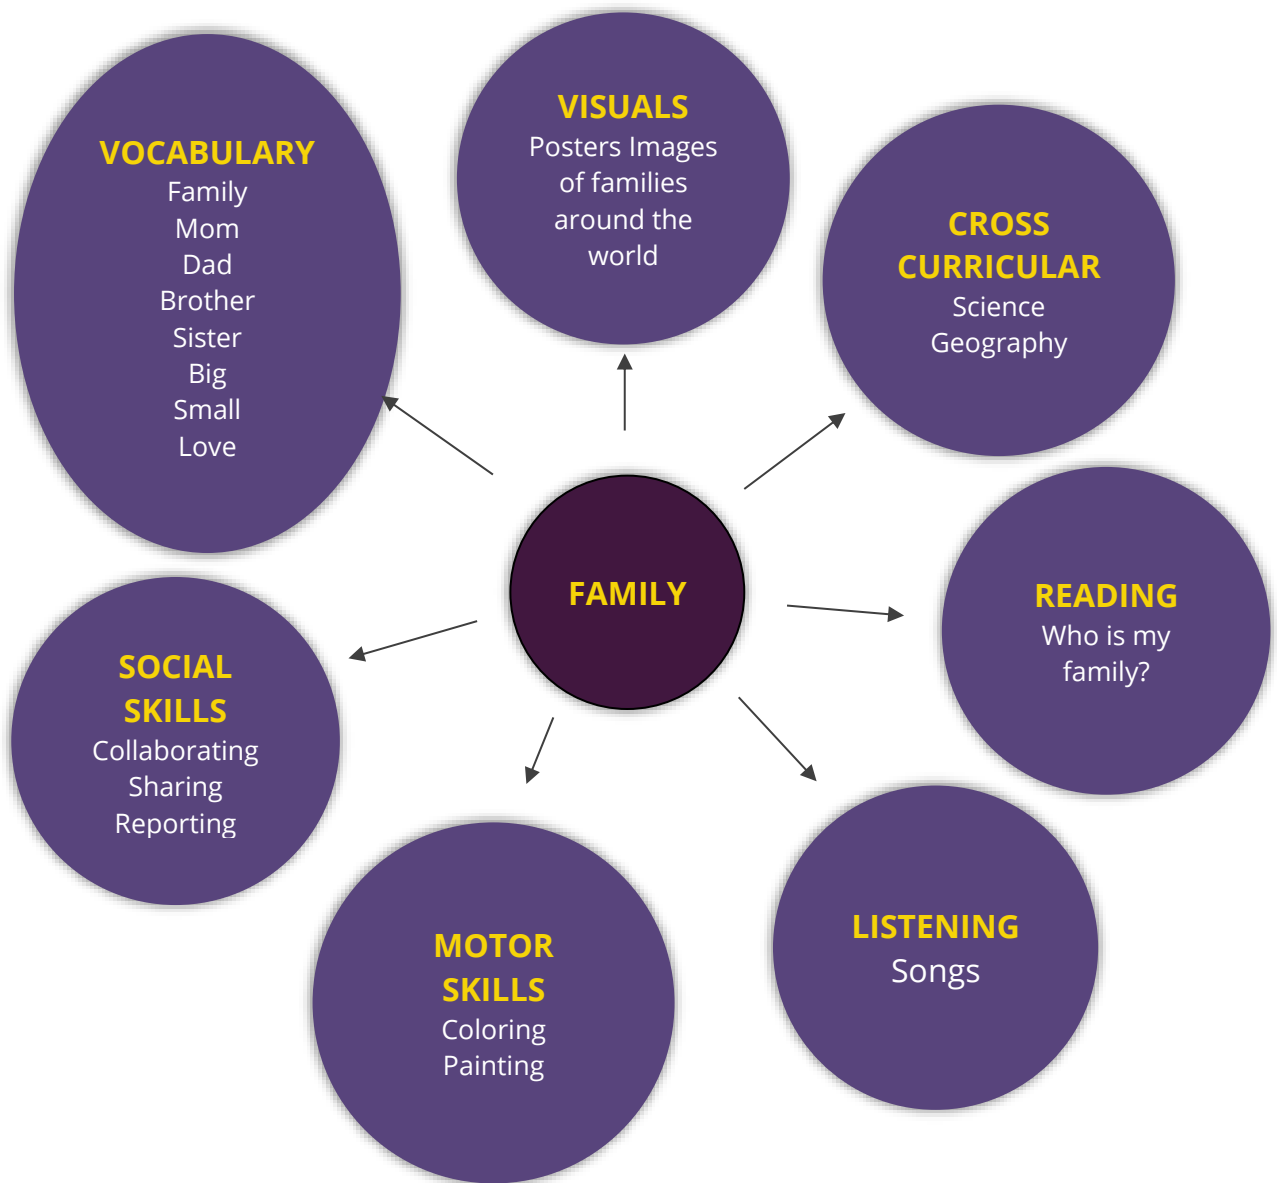 VOCABULARY
Family
Mom
Dad
Brother
Sister
Big
Small
Love
VISUALS
Posters Images
of families
around the
world
CROSS
CURRICULAR
Science
Geography
FAMILY
READING
Who is my
family?
SOCIAL
SKILLS
Collaborating
Sharing
Reporting
MOTOR
SKILLS
Coloring
Painting
LISTENING
Songs